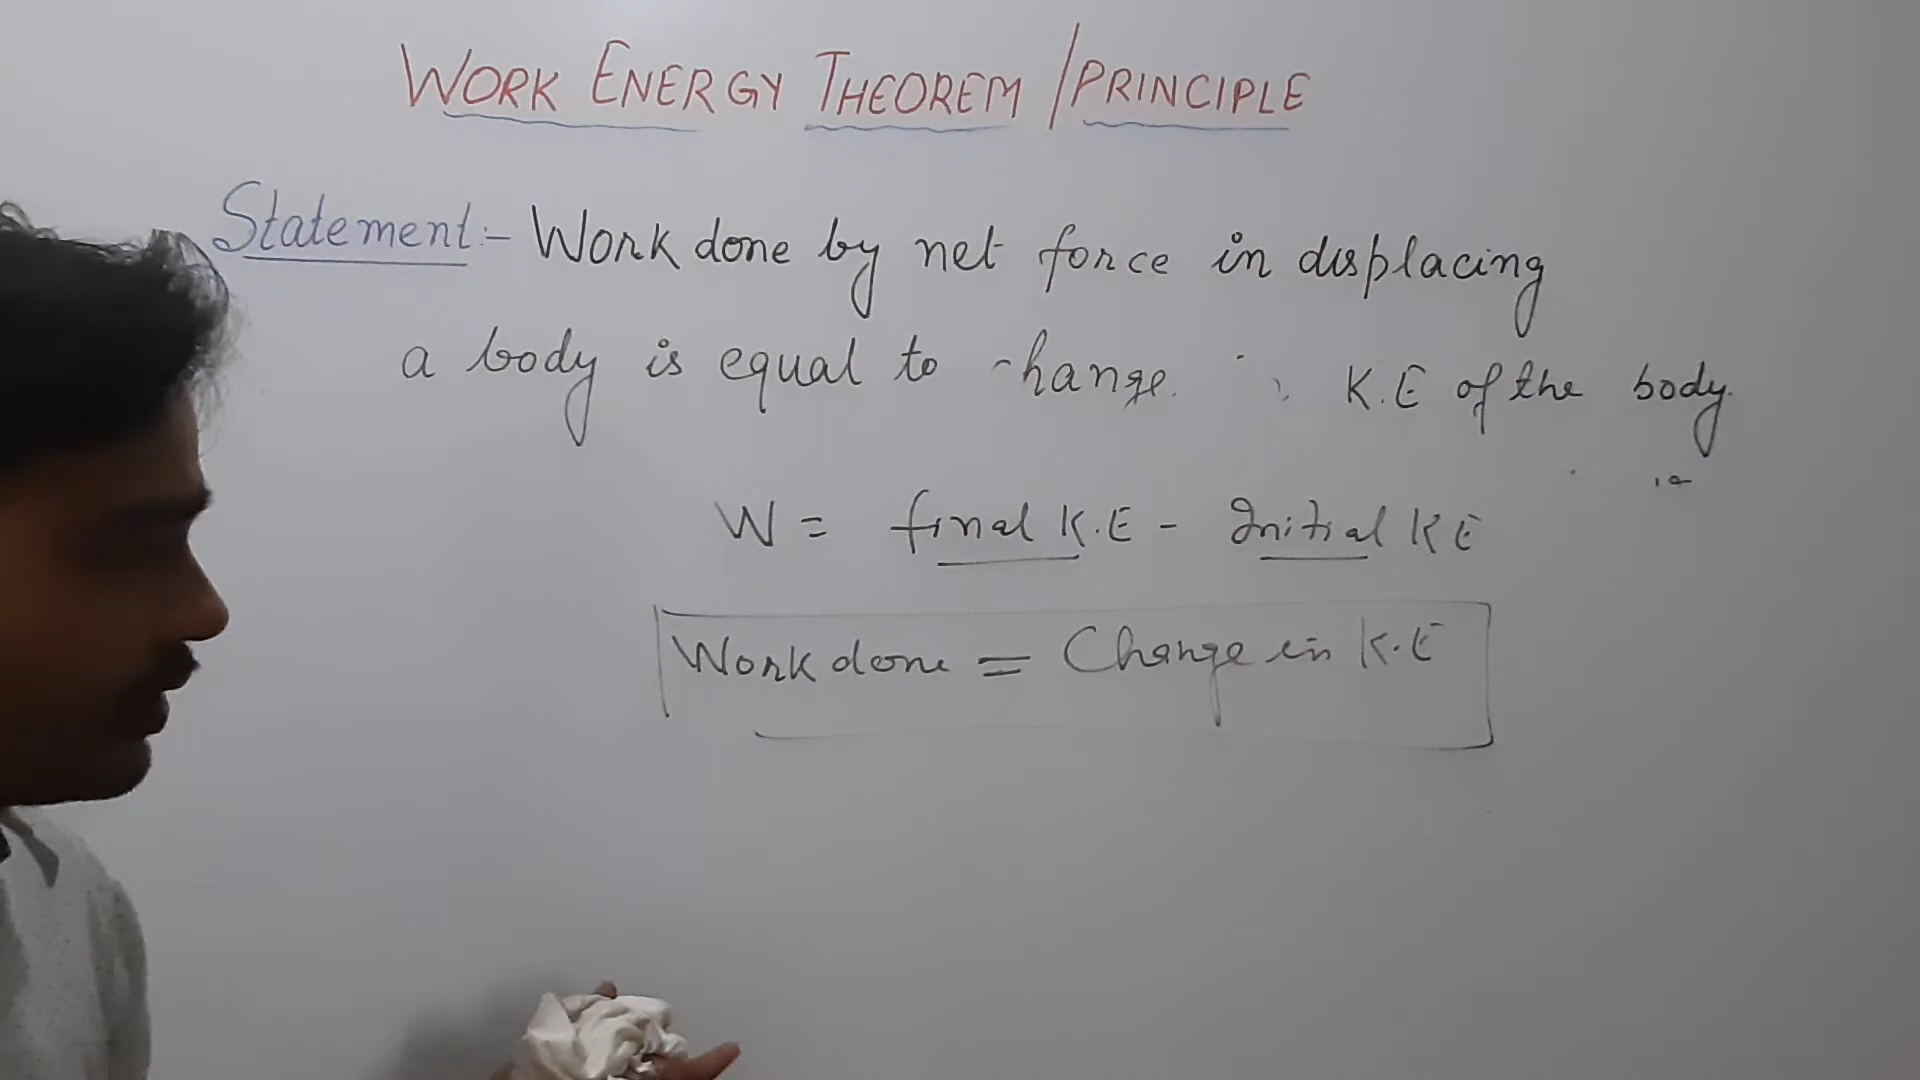 WORK ENERGY THEOREM / PRINCIPLE
Statement:- Work done by net force in displacing
a body is equal to change K.E of the body.
W = final K.E - Initial KE
Work done = Change in K.E